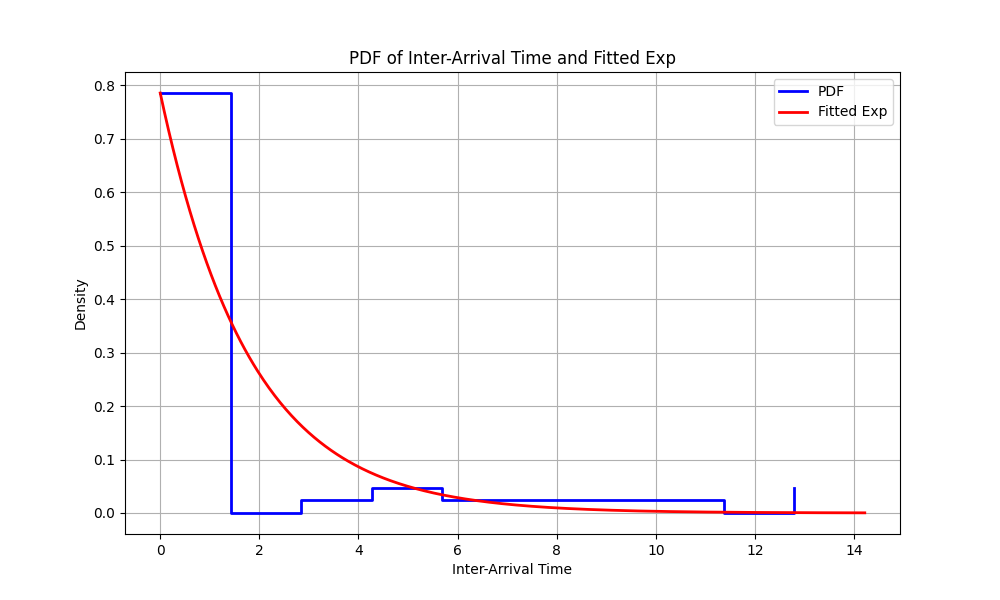 PDF of Inter-Arrival Time and Fitted Exp
PDF
Fitted Exp
Density
0.8
0.7
0.6
0.5
0.4
0.3
0.2
0.1
0.0
0 2 4 6 8 10 12 14
Inter-Arrival Time